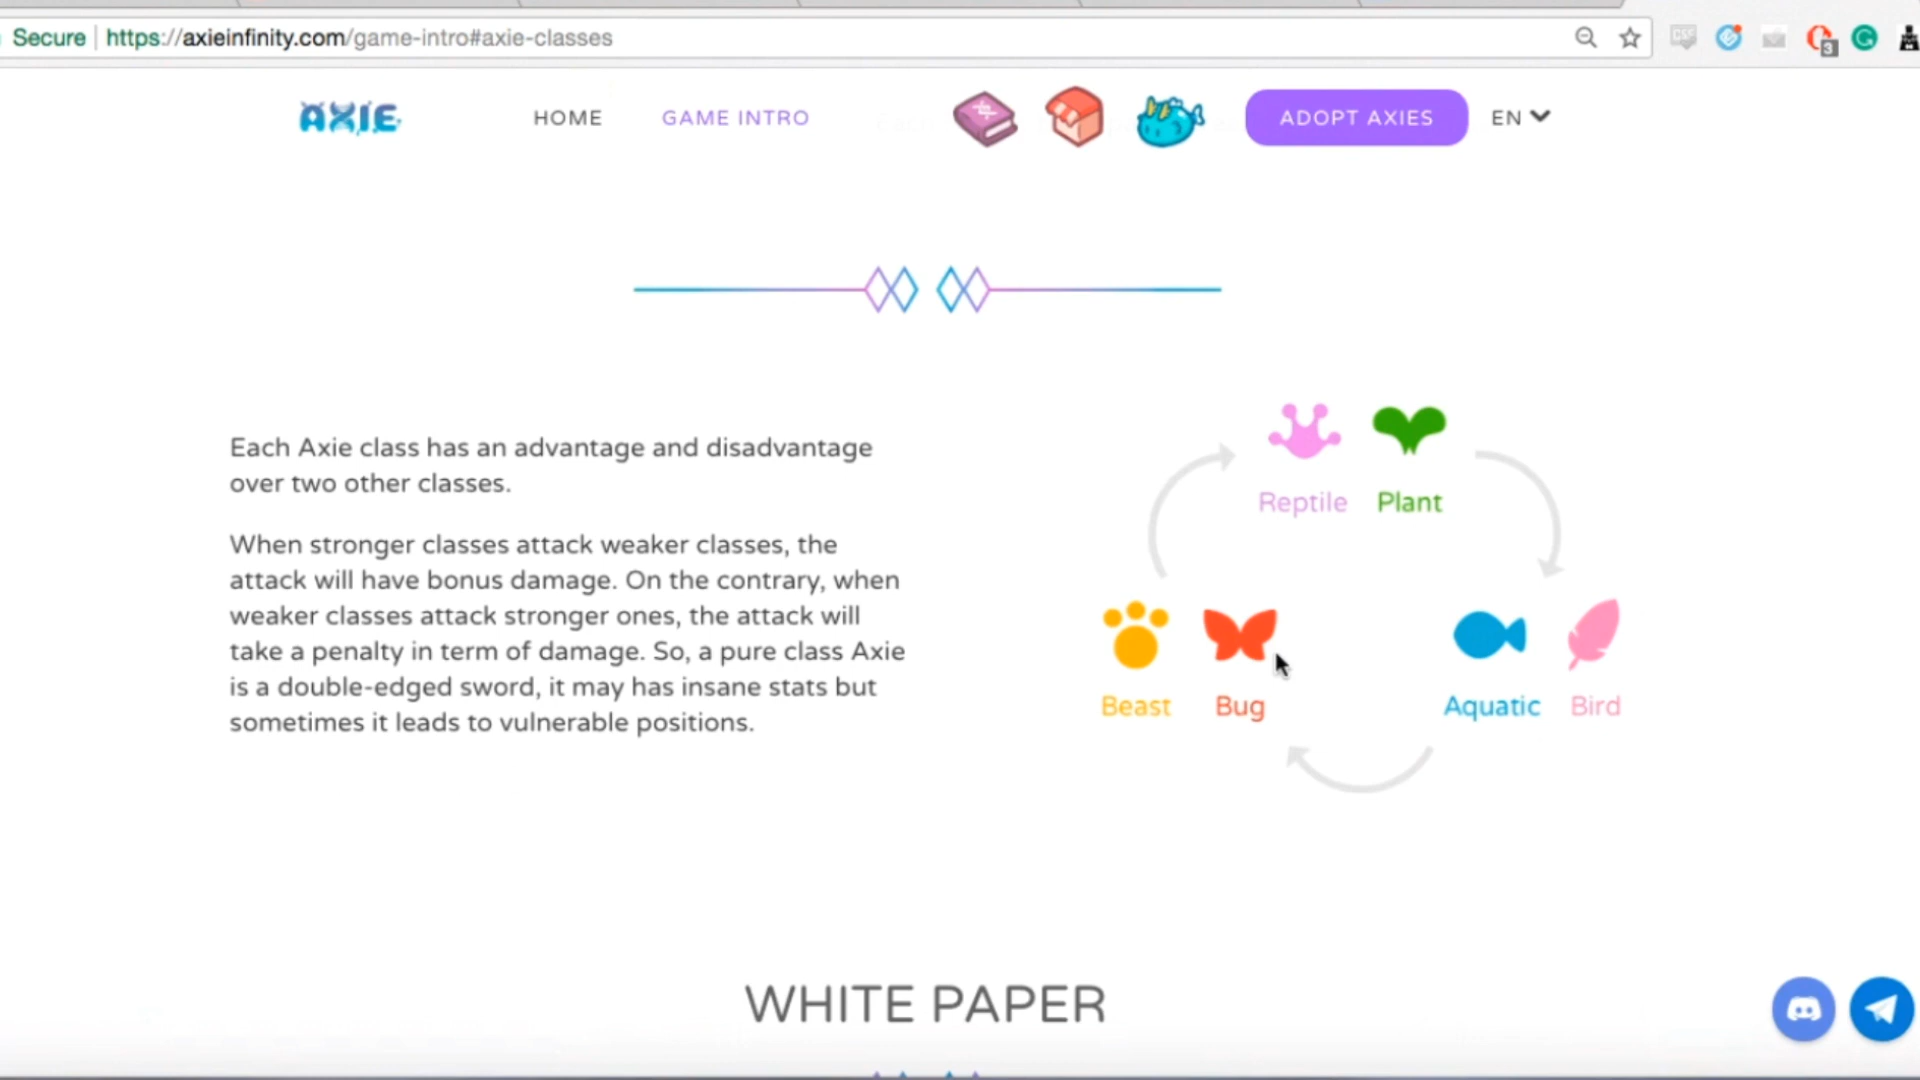 Secure https://axieinfinity.com/game-intro#axie-classes
3
AXIE
HOME
GAME INTRO
ADOPT AXIES
EN
Each Axie class has an advantage and disadvantage
over two other classes.
When stronger classes attack weaker classes, the
attack will have bonus damage. On the contrary, when
weaker classes attack stronger ones, the attack will
take a penalty in term of damage. So, a pure class Axie
is a double-edged sword, it may has insane stats but
sometimes it leads to vulnerable positions.
Reptile Plant
Beast Bug
Aquatic Bird
WHITE PAPER